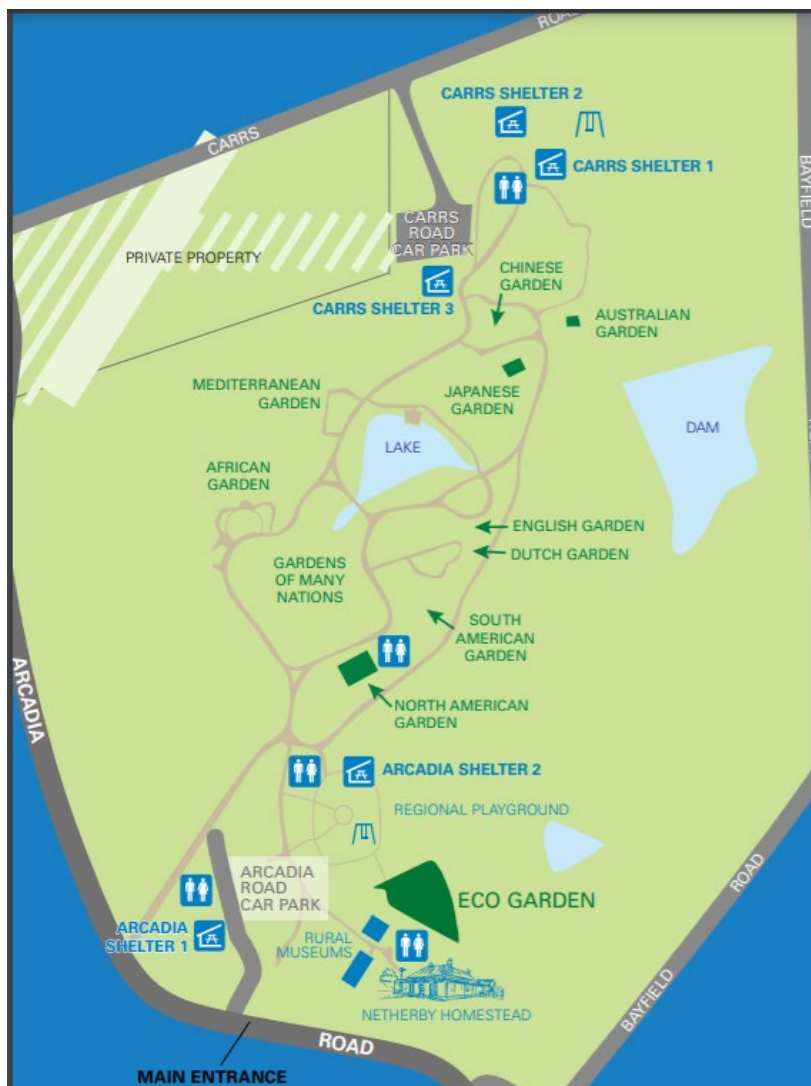 ROAD
CARRS
BAYFIELD
CARRS SHELTER 2
CARRS SHELTER 1
CARRS
ROAD
CAR PARK
PRIVATE PROPERTY
CHINESE
GARDEN
CARRS SHELTER 3
AUSTRALIAN
GARDEN
MEDITERRANEAN
GARDEN
JAPANESE
GARDEN
DAM
LAKE
AFRICAN
GARDEN
ENGLISH GARDEN
DUTCH GARDEN
GARDENS
OF MANY
NATIONS
SOUTH
AMERICAN
GARDEN
ARCADIA
NORTH AMERICAN
GARDEN
ARCADIA SHELTER 2
REGIONAL PLAYGROUND
ARCADIA
ROAD
CAR PARK
ROAD
ECO GARDEN
ARCADIA
SHELTER 1
RURAL
MUSEUMS
BAYFIELD
NETHERBY HOMESTEAD
ROAD
MAIN ENTRANCE